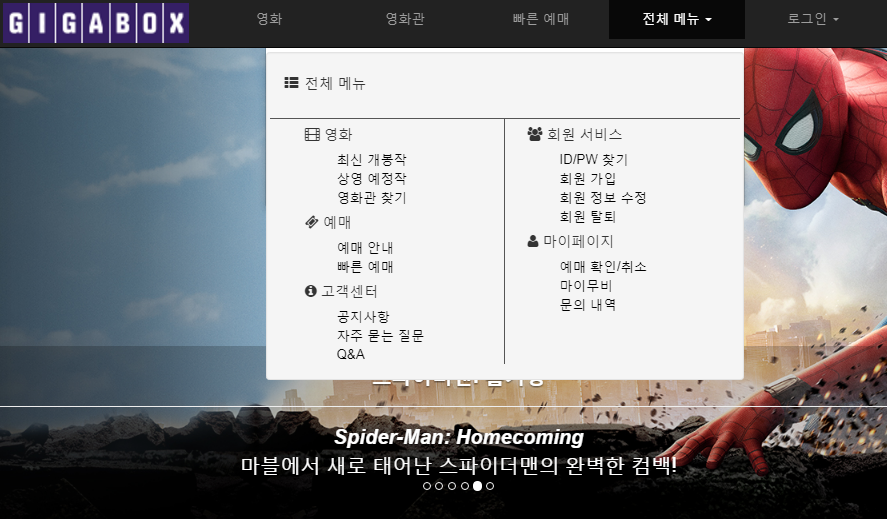 GIGABOX
영화
영화관
빠른 예매
전체 메뉴
로그인
전체 메뉴
영화
최신 개봉작
상영 예정작
영화관 찾기
예매
예매 안내
빠른 예매
고객센터
공지사항
자주 묻는 질문
Q&A
회원 서비스
ID/PW 찾기
회원 가입
회원 정보 수정
회원 탈퇴
마이페이지
예매 확인/취소
마이무비
문의 내역
Spider-Man: Homecoming
마블에서 새로 태어난 스파이더맨의 완벽한 컴백!